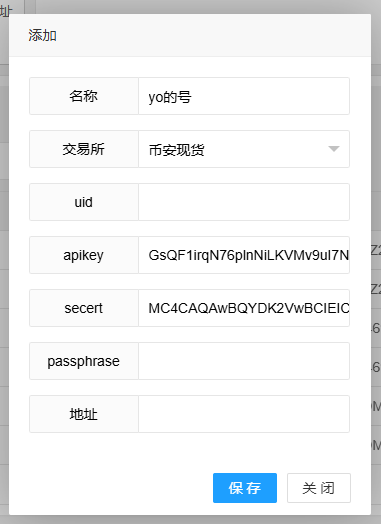 址
添加
名称
yo的号
交易所
币安现货
uid
apikey
GsQF1irqN76plnNiLKVMv9uI7N
secert
MC4CAQAwBQYDK2VwBCIEIC
passphrase
地址
保存
关闭